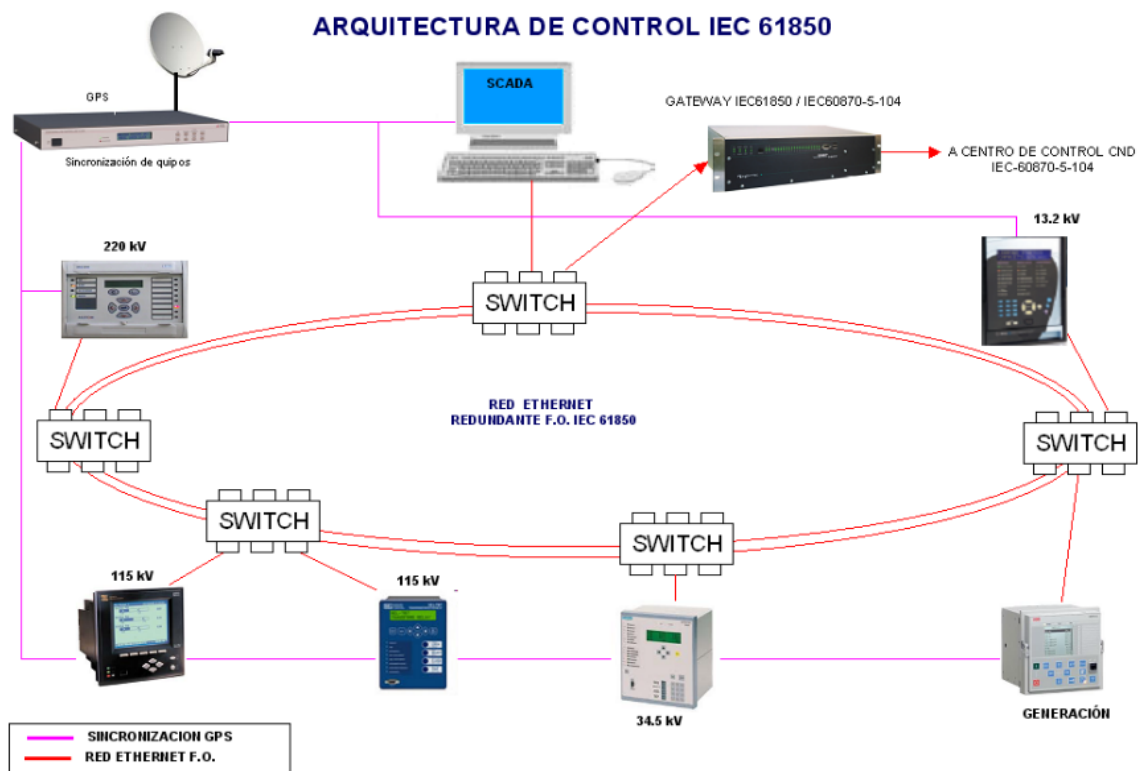 ARQUITECTURA DE CONTROL IEC 61850
GPS
Sincronización de quipos
SCADA
GATEWAY IEC61850 / IEC60870-5-104
A CENTRO DE CONTROL CND
IEC-60870-5-104
220 kV
13.2 kV
SWITCH
RED ETHERNET
REDUNDANTE F.O. IEC 61850
SWITCH
SWITCH
SWITCH
SWITCH
115 kV
115 kV
34.5 kV
GENERACIÓN
SINCRONIZACION GPS
RED ETHERNET F.O.